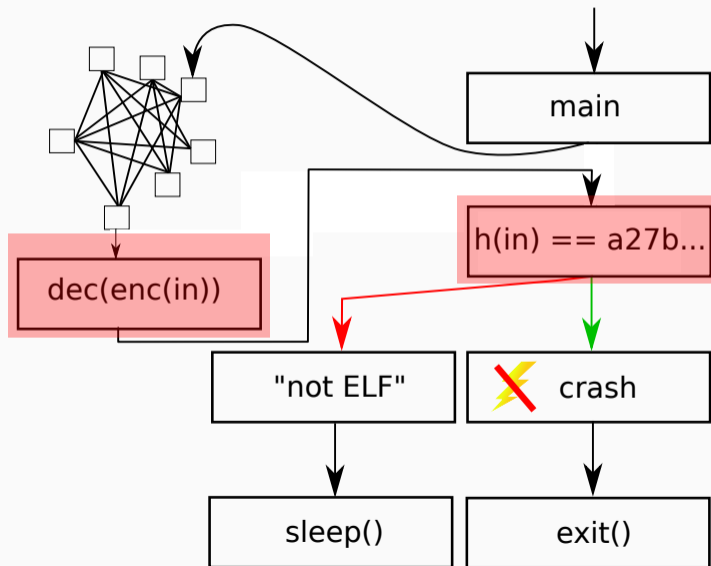 main
h(in) == a27b...
dec(enc(in))
"not ELF"
crash
sleep()
exit()